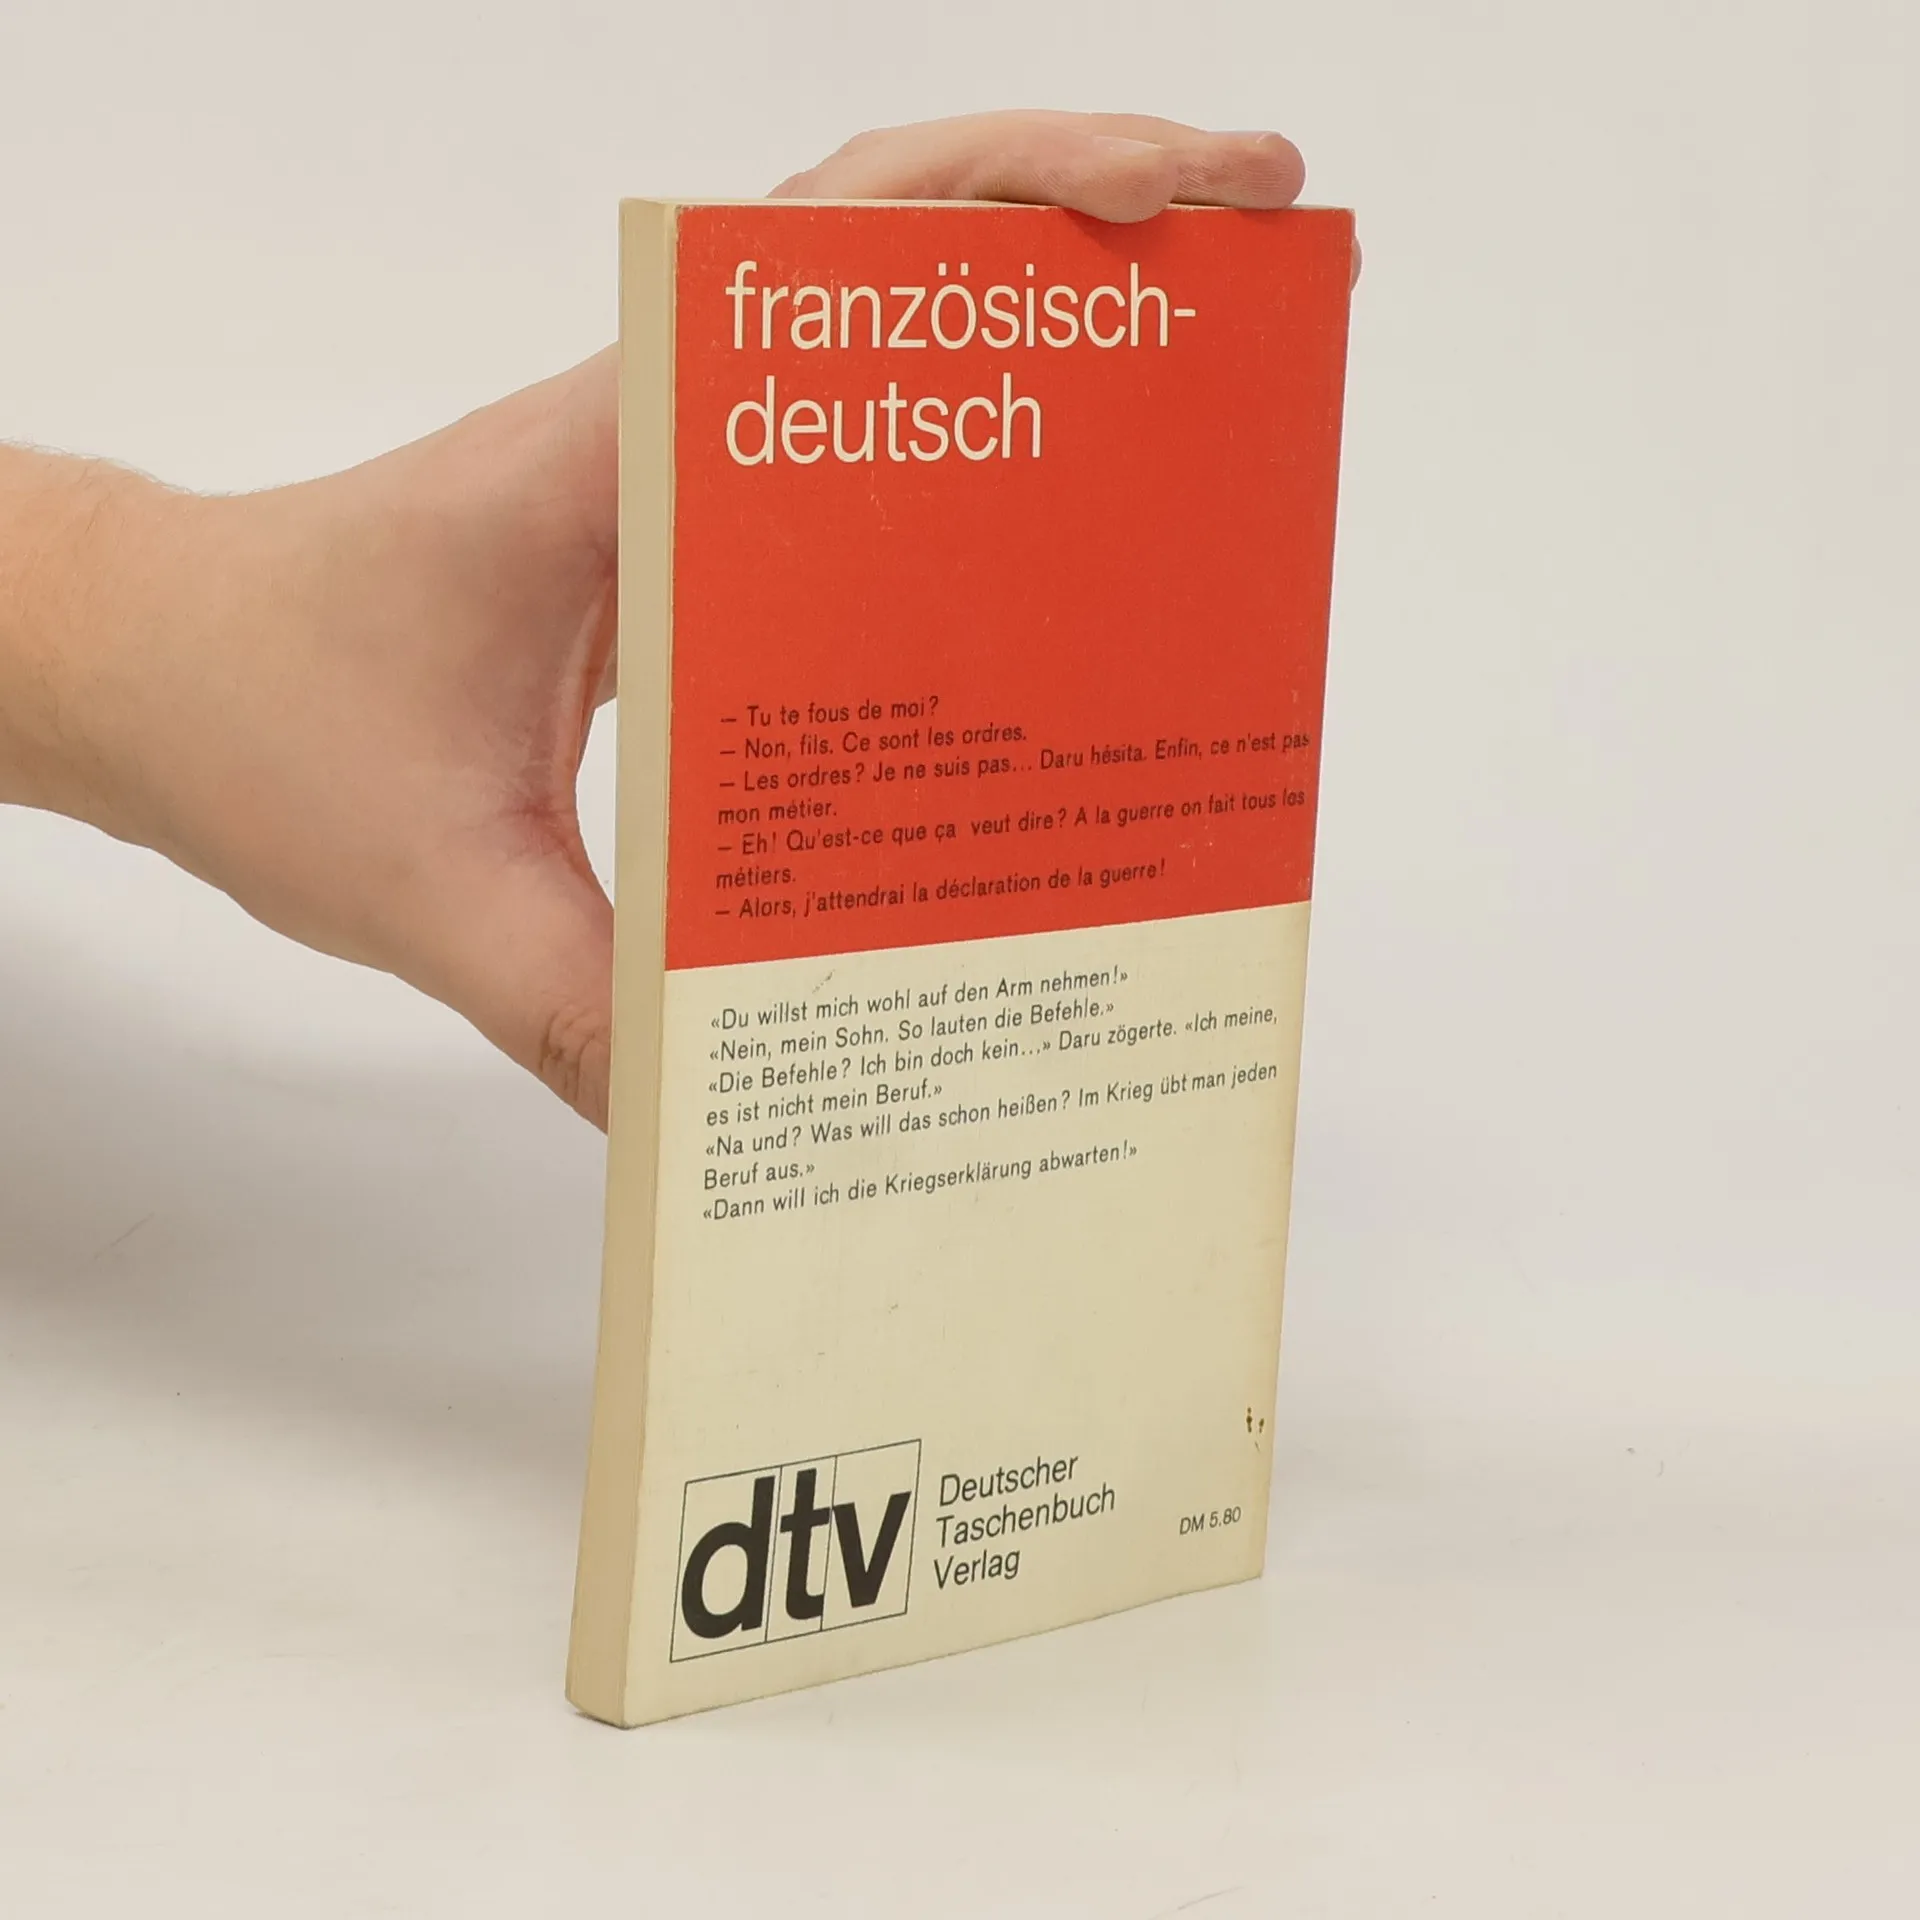 französisch-
deutsch
– Tu te fous de moi?
– Non, fils. Ce sont les ordres.
– Les ordres? Je ne suis pas... Daru hésita. Enfin, ce n'est pas
mon métier.
– Eh! Qu'est-ce que ça veut dire? A la guerre on fait tous les
métiers.
– Alors, j'attendrai la déclaration de la guerre!
«Du willst mich wohl auf den Arm nehmen!»
«Nein, mein Sohn. So lauten die Befehle.»
«Die Befehle? Ich bin doch kein...» Daru zögerte. «Ich meine,
es ist nicht mein Beruf.»
«Na und? Was will das schon heißen? Im Krieg übt man jeden
Beruf aus.»
«Dann will ich die Kriegserklärung abwarten!»
dtv
Deutscher
Taschenbuch
Verlag
DM 5.80